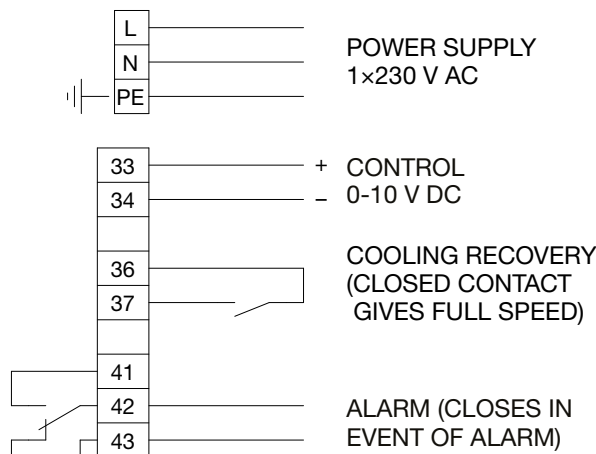 L
N
PE
POWER SUPPLY
1×230 V AC
33
34
+ CONTROL
– 0-10 V DC
36
37
COOLING RECOVERY
(CLOSED CONTACT
GIVES FULL SPEED)
41
42
43
ALARM (CLOSES IN
EVENT OF ALARM)